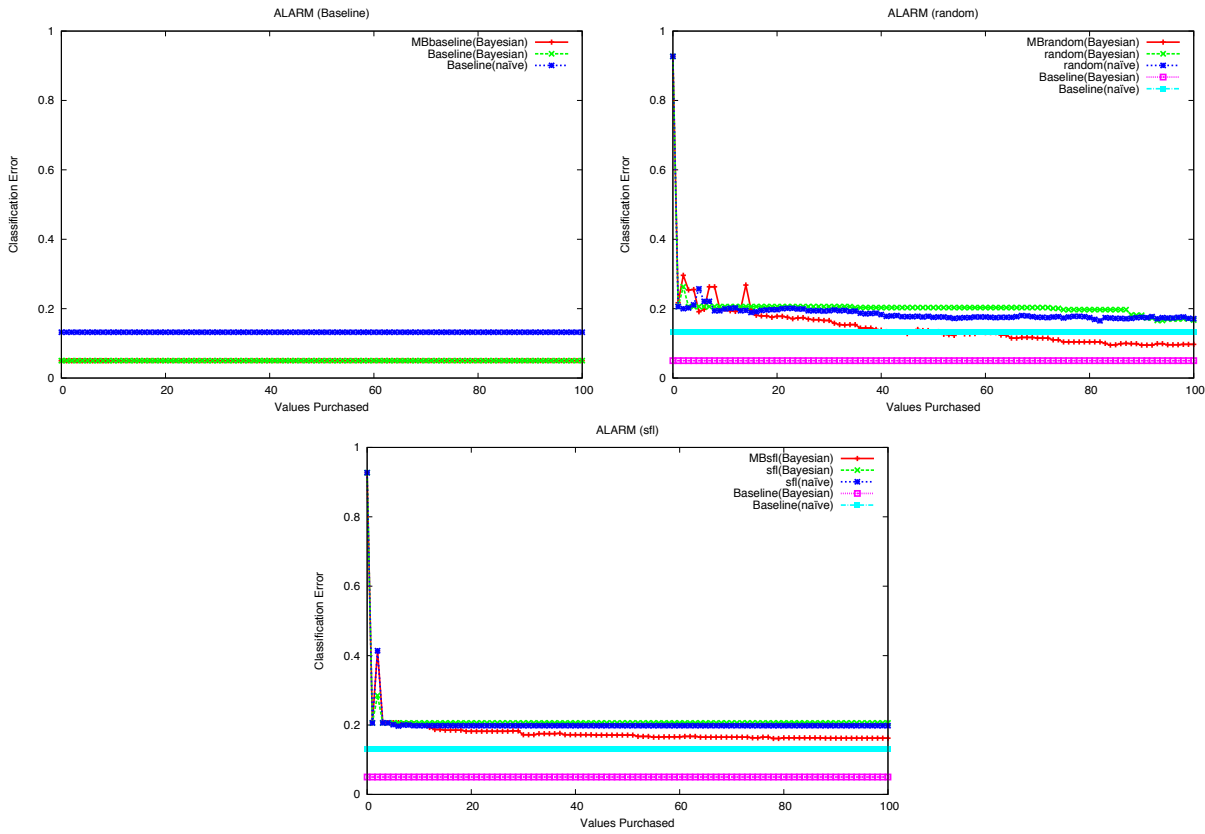 ALARM (Baseline)
1
0.8
0.6
0.4
0.2
0
0
20
40
60
80
100
Classification Error
Values Purchased
MBbaseline(Bayesian)
Baseline(Bayesian)
Baseline(naïve)
ALARM (random)
1
0.8
0.6
0.4
0.2
0
0
20
40
60
80
100
Classification Error
Values Purchased
MBrandom(Bayesian)
random(Bayesian)
random(naïve)
Baseline(Bayesian)
Baseline(naïve)
ALARM (sfl)
1
0.8
0.6
0.4
0.2
0
0
20
40
60
80
100
Classification Error
Values Purchased
MBsfl(Bayesian)
sfl(Bayesian)
sfl(naïve)
Baseline(Bayesian)
Baseline(naïve)